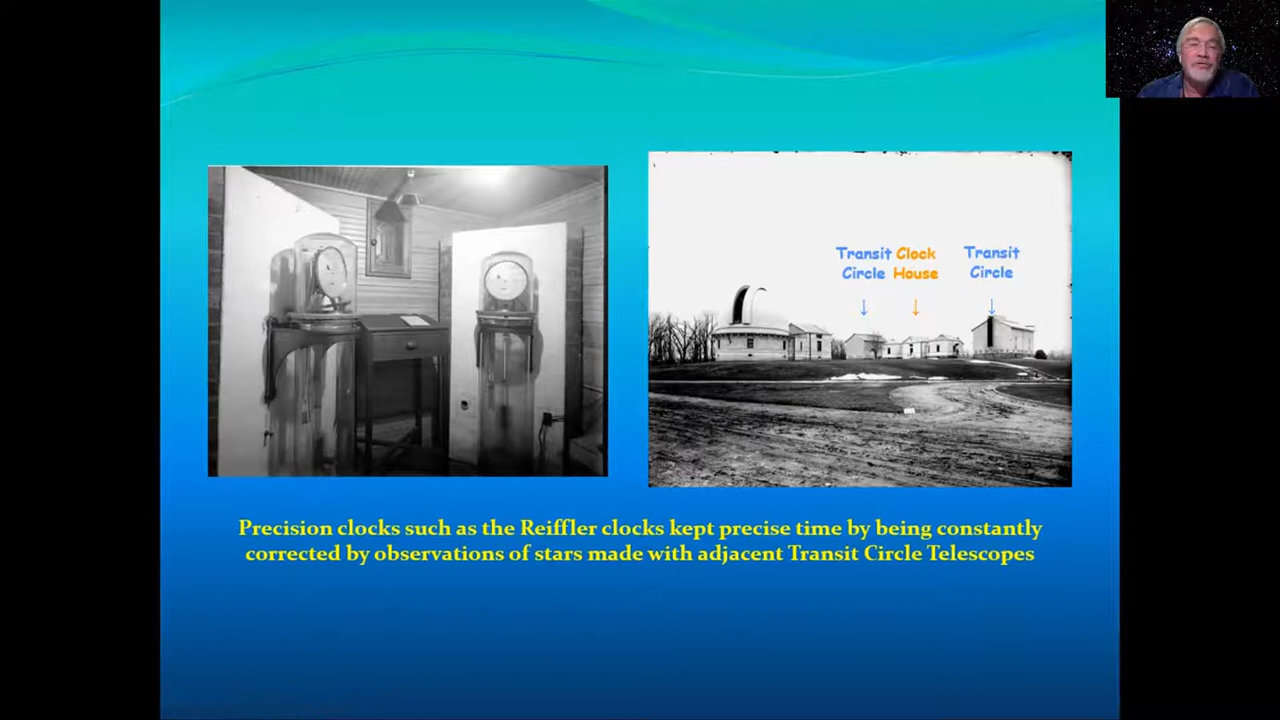 Transit Clock
Circle House
Transit
Circle
Precision clocks such as the Reiffler clocks kept precise time by being constantly
corrected by observations of stars made with adjacent Transit Circle Telescopes